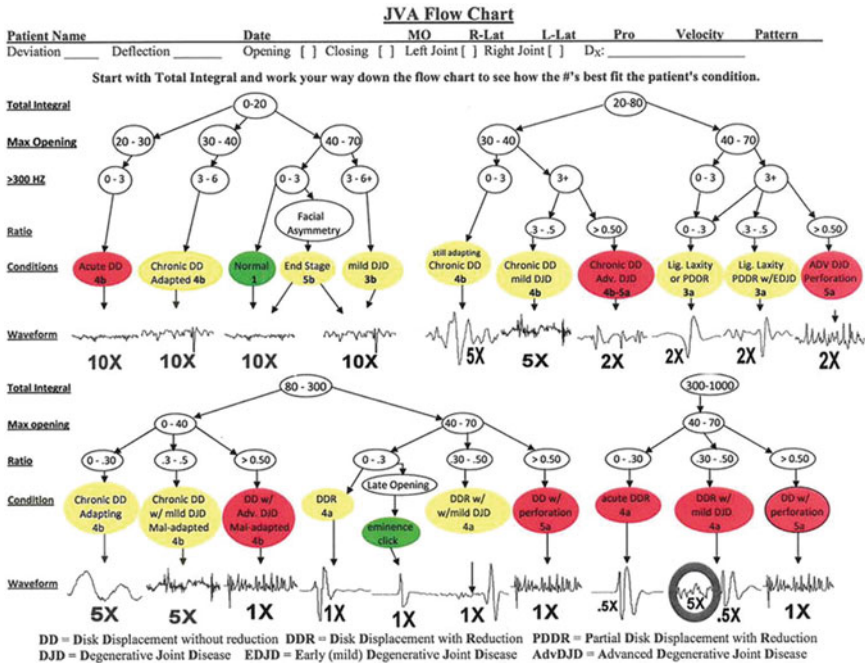 JVA Flow Chart
Patient Name Date MO R-Lat L-Lat Pro Velocity Pattern
Deviation _____ Deflection _____ Opening [ ] Closing [ ] Left Joint [ ] Right Joint [ ] Dx: _____
Start with Total Integral and work your way down the flow chart to see how the #'s best fit the patient's condition.
Total Integral 0-20 20-80
Max Opening 20 - 30 30 - 40 40 - 70 30 - 40 40 - 70
>300 HZ 0 - 3 3 - 6 0 - 3 3 - 6+ 0 - 3 3+ 0 - 3 3+
Facial
Asymmetry
Ratio 3 - .5 > 0.50 0 - .3 .3 - .5 > 0.50
Conditions Acute DD
4b
Chronic DD
Adapted 4b
Normal
1
End Stage
5b
mild DJD
3b
still adapting
Chronic DD
4b
Chronic DD
mild DJD
4b
Chronic DD
Adv. DJD
4b-5a
Lig. Laxity
or PDDR
3a
Lig. Laxity
PDDR w/EDJD
3a
ADV DJD
Perforation
5a
Waveform
10X 10X 10X 10X 5X 5X 2X 2X 2X 2X
Total Integral 80 - 300 300-1000
Max opening 0 - 40 40 - 70 40 - 70
Ratio 0 - .30 .3 - .5 > 0.50 0 - .3 .30 - .50 > 0.50 0 - .30 .30 - .50 > 0.50
Late Opening
Condition Chronic DD
Adapting
4b
Chronic DD
w/ mild DJD
Mal-adapted
4b
DD w/
Adv. DJD
Mal-adapted
4b
DDR
4a
eminence
click
DDR w/
w/mild DJD
4a
DD w/
perforation
5a
acute DDR
4a
DDR w/
mild DJD
4a
DD w/
perforation
5a
Waveform
5X 5X 1X 1X 1X 1X 1X .5X 5X .5X 1X
DD = Disk Displacement without reduction DDR = Disk Displacement with Reduction PDDR = Partial Disk Displacement with Reduction
DJD = Degenerative Joint Disease EDJD = Early (mild) Degenerative Joint Disease AdvDJD = Advanced Degenerative Joint Disease